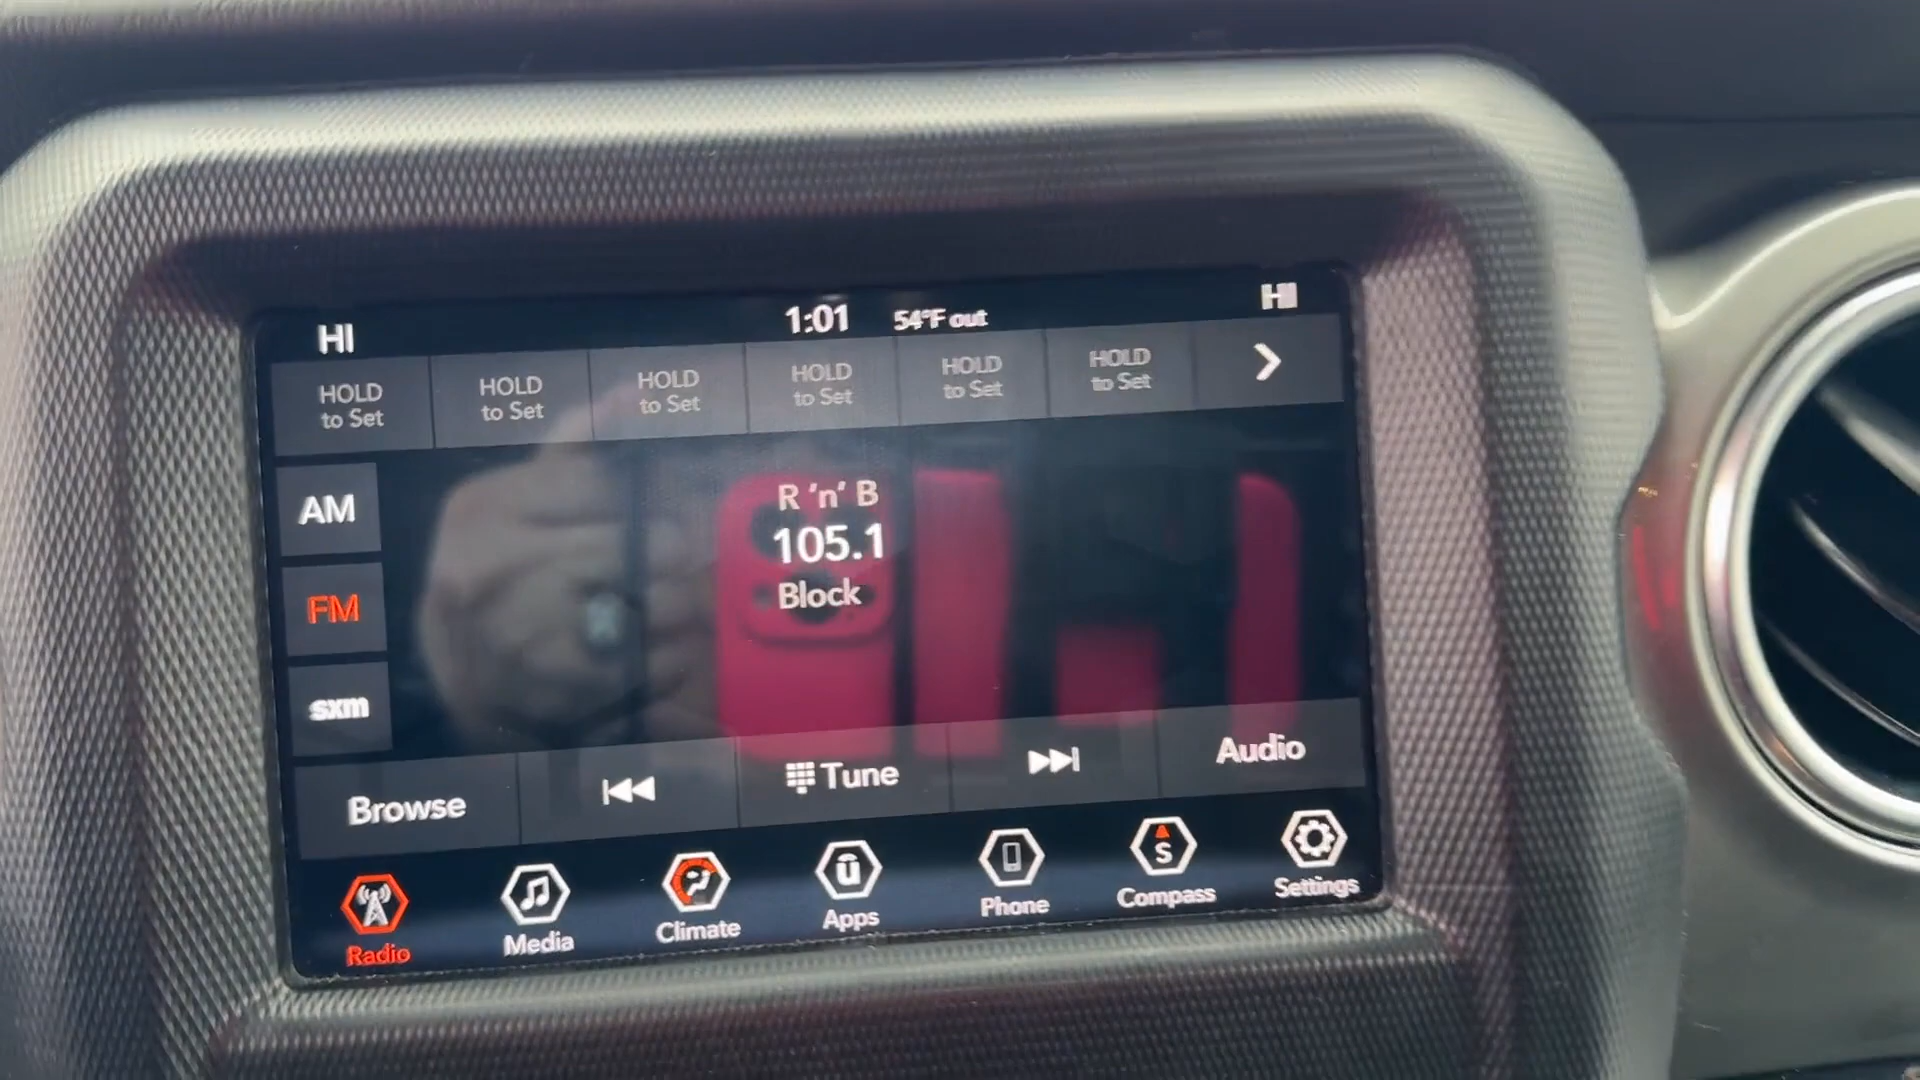 HI 1:01 54°F out HI
HOLD to Set
HOLD to Set
HOLD to Set
HOLD to Set
HOLD to Set
HOLD to Set
AM
R 'n' B
105.1
Block
FM
sxm
Browse
Tune
Audio
Radio
Media
Climate
ū
Apps
Phone
S
Compass
Settings